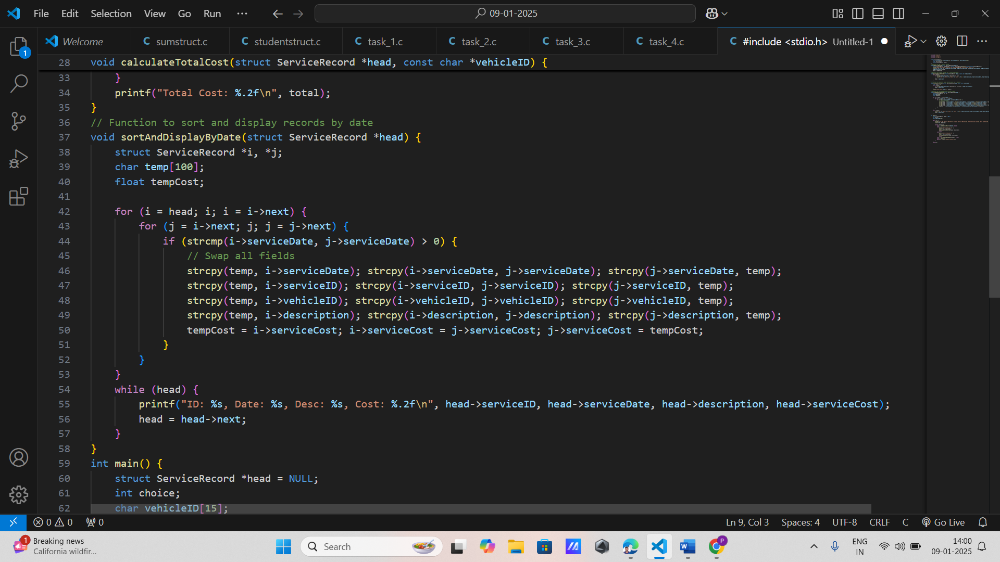 File Edit Selection View Go Run ... 09-01-2025
Welcome C sumstruct.c C studentstruct.c C task_1.c C task_2.c C task_3.c C task_4.c C #include <stdio.h> Untitled-1
28 void calculateTotalCost(struct ServiceRecord *head, const char *vehicleID) {
33 }
34 printf("Total Cost: %.2f\n", total);
35 }
36 // Function to sort and display records by date
37 void sortAndDisplayByDate(struct ServiceRecord *head) {
38 struct ServiceRecord *i, *j;
39 char temp[100];
40 float tempCost;
41
42 for (i = head; i; i = i->next) {
43 for (j = i->next; j; j = j->next) {
44 if (strcmp(i->serviceDate, j->serviceDate) > 0) {
45 // Swap all fields
46 strcpy(temp, i->serviceDate); strcpy(i->serviceDate, j->serviceDate); strcpy(j->serviceDate, temp);
47 strcpy(temp, i->serviceID); strcpy(i->serviceID, j->serviceID); strcpy(j->serviceID, temp);
48 strcpy(temp, i->vehicleID); strcpy(i->vehicleID, j->vehicleID); strcpy(j->vehicleID, temp);
49 strcpy(temp, i->description); strcpy(i->description, j->description); strcpy(j->description, temp);
50 tempCost = i->serviceCost; i->serviceCost = j->serviceCost; j->serviceCost = tempCost;
51 }
52 }
53 }
54 while (head) {
55 printf("ID: %s, Date: %s, Desc: %s, Cost: %.2f\n", head->serviceID, head->serviceDate, head->description, head->serviceCost);
56 head = head->next;
57 }
58 }
59 int main() {
60 struct ServiceRecord *head = NULL;
61 int choice;
62 char vehicleID[15];
1
0 0 0 Ln 9, Col 3 Spaces: 4 UTF-8 CRLF C Go Live
1 Breaking news
California wildfir...
Search
W
P
ENG
IN
14:00
09-01-2025